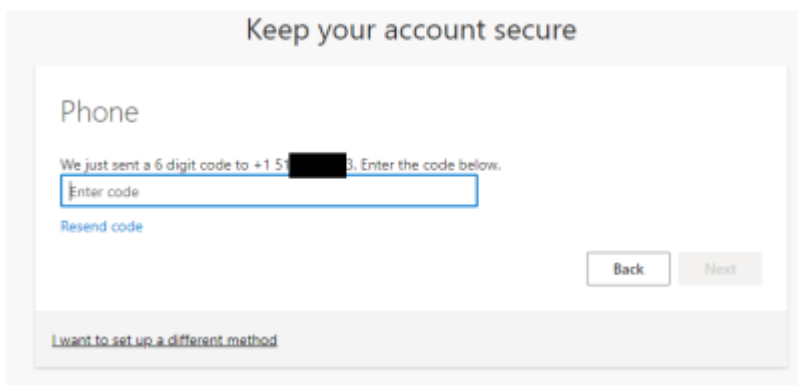 Keep your account secure
Phone
We just sent a 6 digit code to +1 51 3. Enter the code below.
Enter code
Resend code
Back
Next
I want to set up a different method